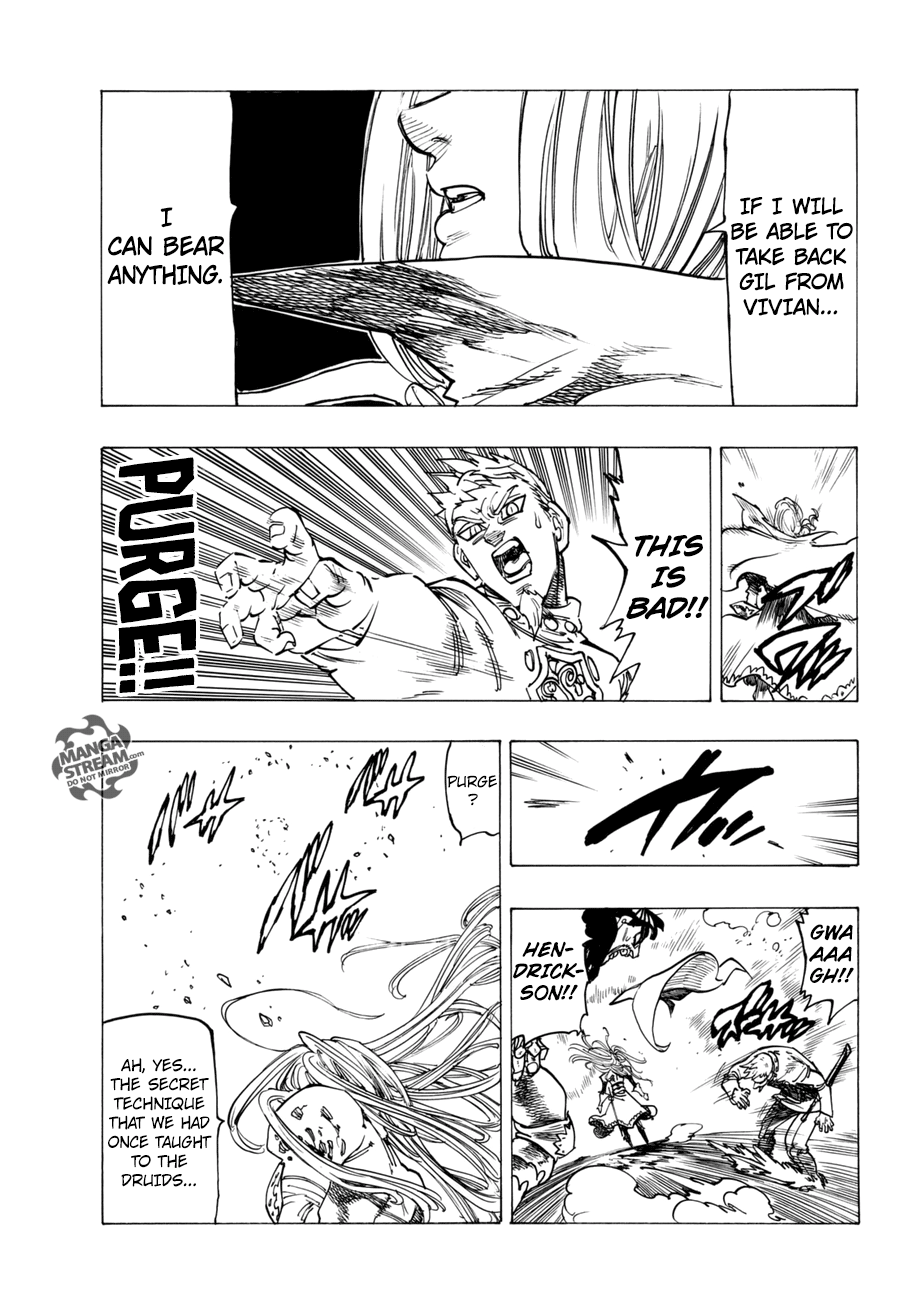 IF I WILL
BE ABLE TO
TAKE BACK
GIL FROM
VIVIAN...
I
CAN BEAR
ANYTHING.
THIS
IS
BAD!!
PURGE!!
MANGA
STREAM.com
DO NOT MIRROR
GWA
AAA
GH!!
HEN-
DRICK-
SON!!
PURGE
?
AH, YES...
THE SECRET
TECHNIQUE
THAT WE HAD
ONCE TAUGHT
TO THE
DRUIDS...